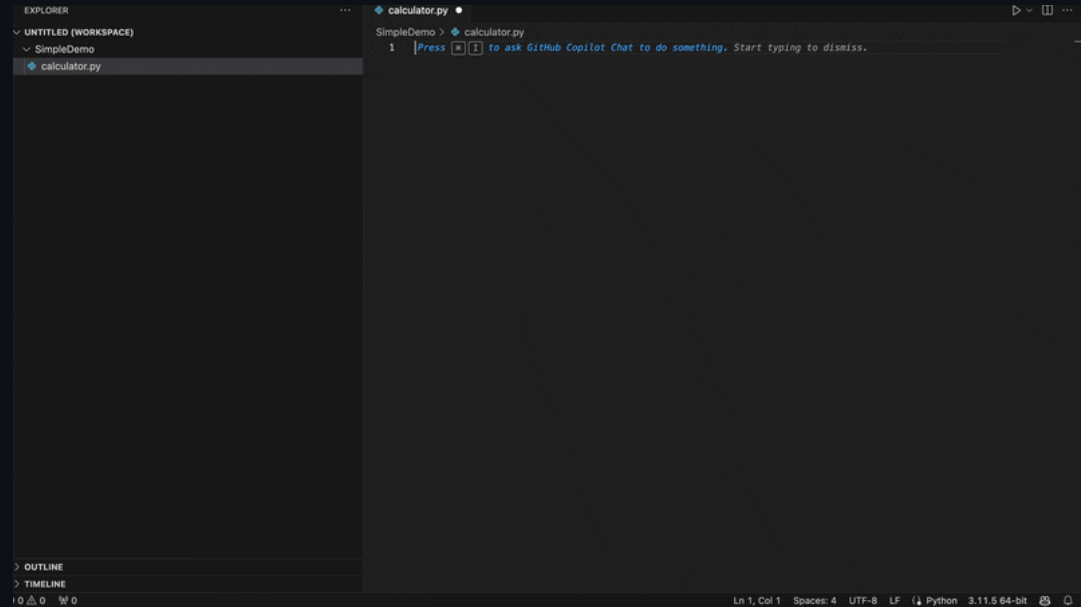 EXPLORER
UNTITLED (WORKSPACE)
SimpleDemo
calculator.py
OUTLINE
TIMELINE
0 0
calculator.py
SimpleDemo > calculator.py
1 Press ⌘ I to ask GitHub Copilot Chat to do something. Start typing to dismiss.
0
Ln 1, Col 1 Spaces: 4 UTF-8 LF Python 3.11.5 64-bit